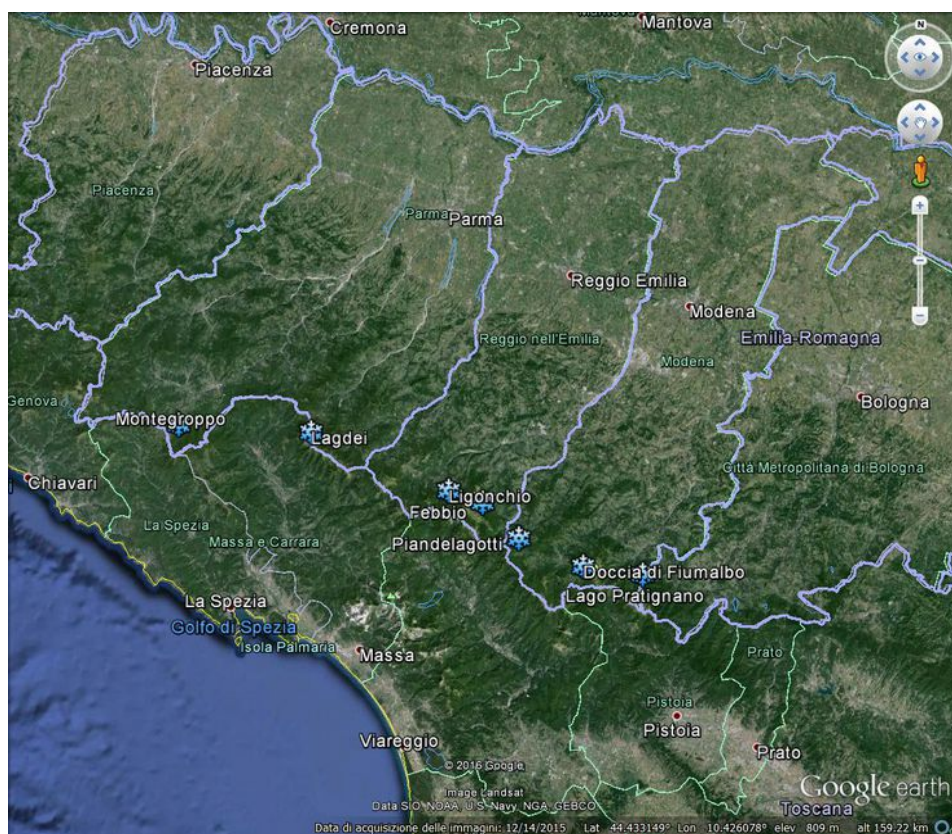 Mantova
Cremona
Mantova
N
Piacenza
Piacenza
Parma
Parma
Reggio Emilia
Modena
Reggio nell'Emilia
Emilia-Romagna
Modena
Genova
Montegroppo
Bologna
Lagdei
Città Metropolitana di Bologna
Chiavari
Ligonchio
Febbio
La Spezia
Massa e Carrara
Piandelagotti
Doccia di Fiumalbo
Lago Pratignano
La Spezia
Golfo di Spezia
Isola Palmaria
Massa
Prato
Pistoia
Pistoia
Viareggio
Prato
© 2016 Google
Image Landsat
Data SIO, NOAA, U.S. Navy, NGA, GEBCO
Google earth
Toscana
Data di acquisizione delle immagini: 12/14/2015 Lat 44.433149° Lon 10.426078° elev 809 m alt 159.22 km